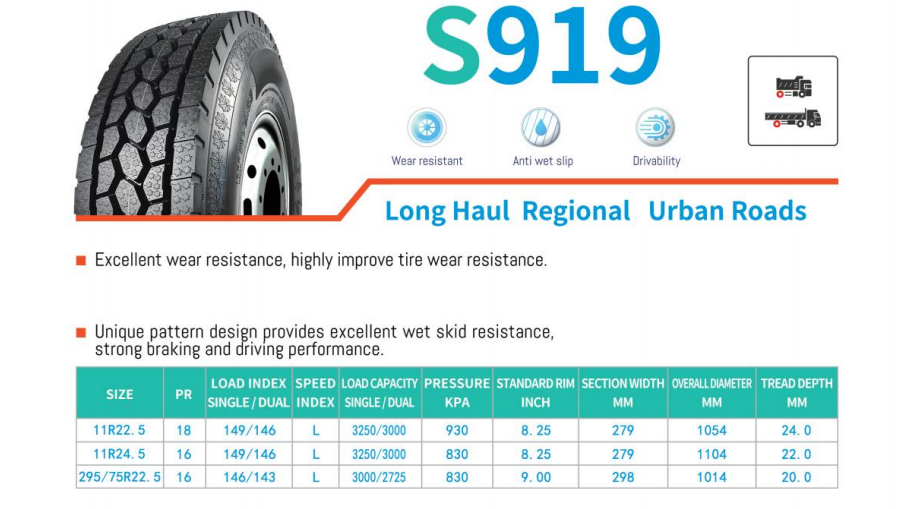 S919
Wear resistant
Anti wet slip
Drivability
Long Haul Regional Urban Roads
Excellent wear resistance, highly improve tire wear resistance.
Unique pattern design provides excellent wet skid resistance,
strong braking and driving performance.
SIZE PR LOAD INDEX SINGLE / DUAL SPEED INDEX LOAD CAPACITY SINGLE / DUAL PRESSURE KPA STANDARD RIM INCH SECTION WIDTH MM OVERALL DIAMETER MM TREAD DEPTH MM
11R22. 5 18 149/146 L 3250/3000 930 8. 25 279 1054 24. 0
11R24. 5 16 149/146 L 3250/3000 830 8. 25 279 1104 22. 0
295/75R22. 5 16 146/143 L 3000/2725 830 9. 00 298 1014 20. 0